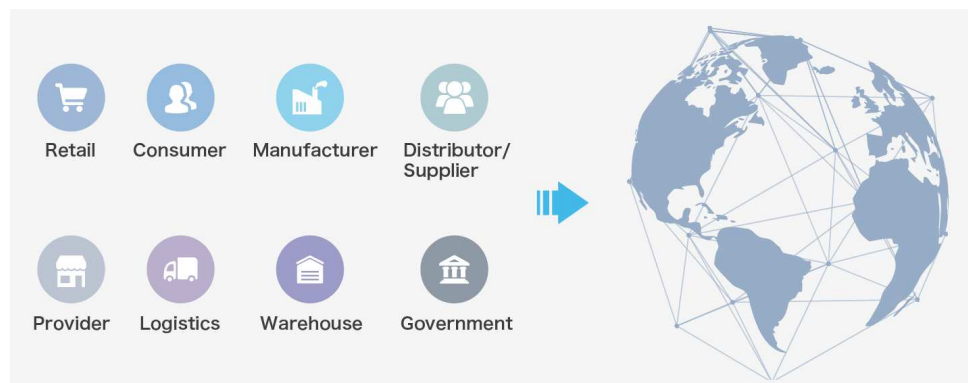 Retail
Consumer
Manufacturer
Distributor/
Supplier
Provider
Logistics
Warehouse
Government